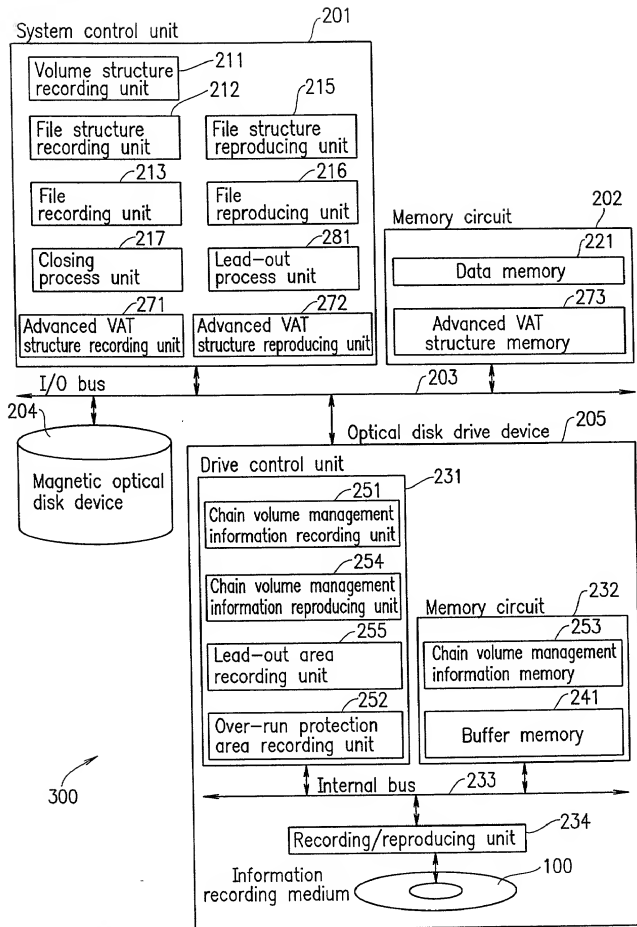 System control unit
201
Volume structure
recording unit
211
212
File structure
recording unit
215
File structure
reproducing unit
213
File
recording unit
216
File
reproducing unit
217
Closing
process unit
281
Lead-out
process unit
271
Advanced VAT
structure recording unit
272
Advanced VAT
structure reproducing unit
Memory circuit
202
221
Data memory
273
Advanced VAT
structure memory
I/O bus
203
204
Magnetic optical
disk device
Optical disk drive device
205
Drive control unit
231
251
Chain volume management
information recording unit
254
Chain volume management
information reproducing unit
255
Lead-out area
recording unit
252
Over-run protection
area recording unit
Memory circuit
232
253
Chain volume management
information memory
241
Buffer memory
Internal bus
233
300
Recording/reproducing unit
234
Information
recording medium
100